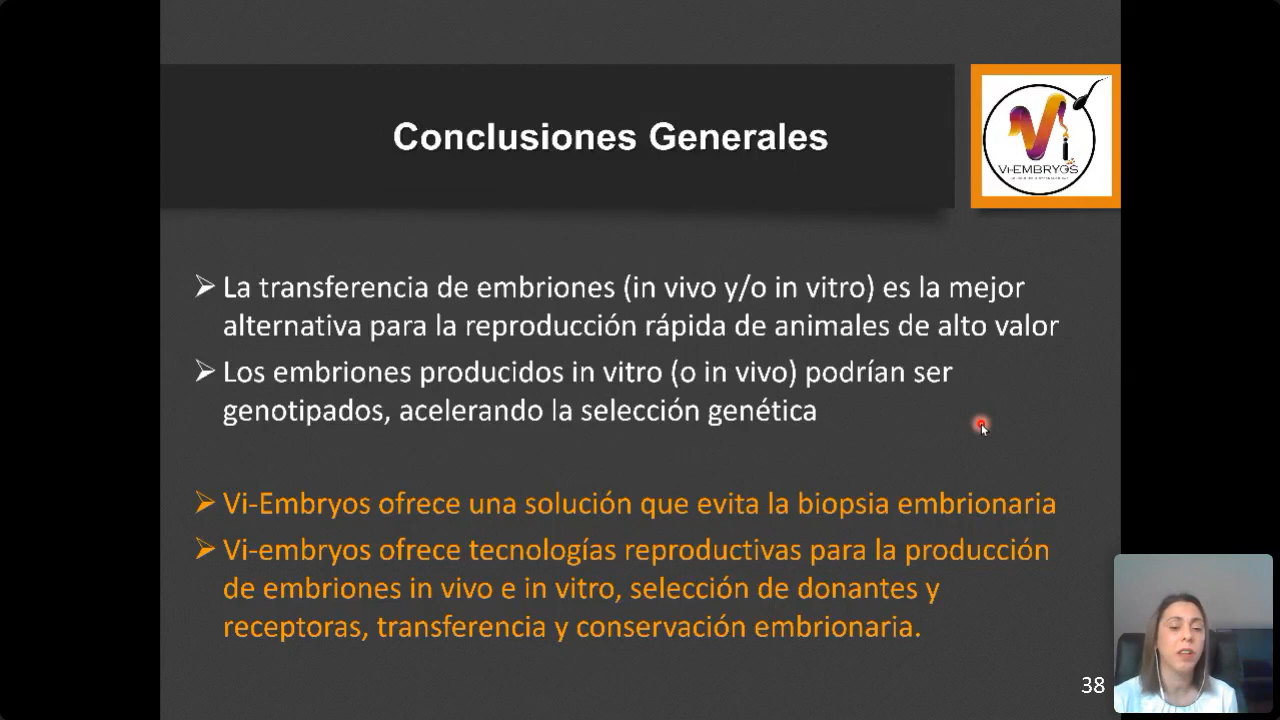 Conclusiones Generales
Vi-EMBRYOS
➢ La transferencia de embriones (in vivo y/o in vitro) es la mejor
alternativa para la reproducción rápida de animales de alto valor
➢ Los embriones producidos in vitro (o in vivo) podrían ser
genotipados, acelerando la selección genética
➢ Vi-Embryos ofrece una solución que evita la biopsia embrionaria
➢ Vi-embryos ofrece tecnologías reproductivas para la producción
de embriones in vivo e in vitro, selección de donantes y
receptoras, transferencia y conservación embrionaria.
38